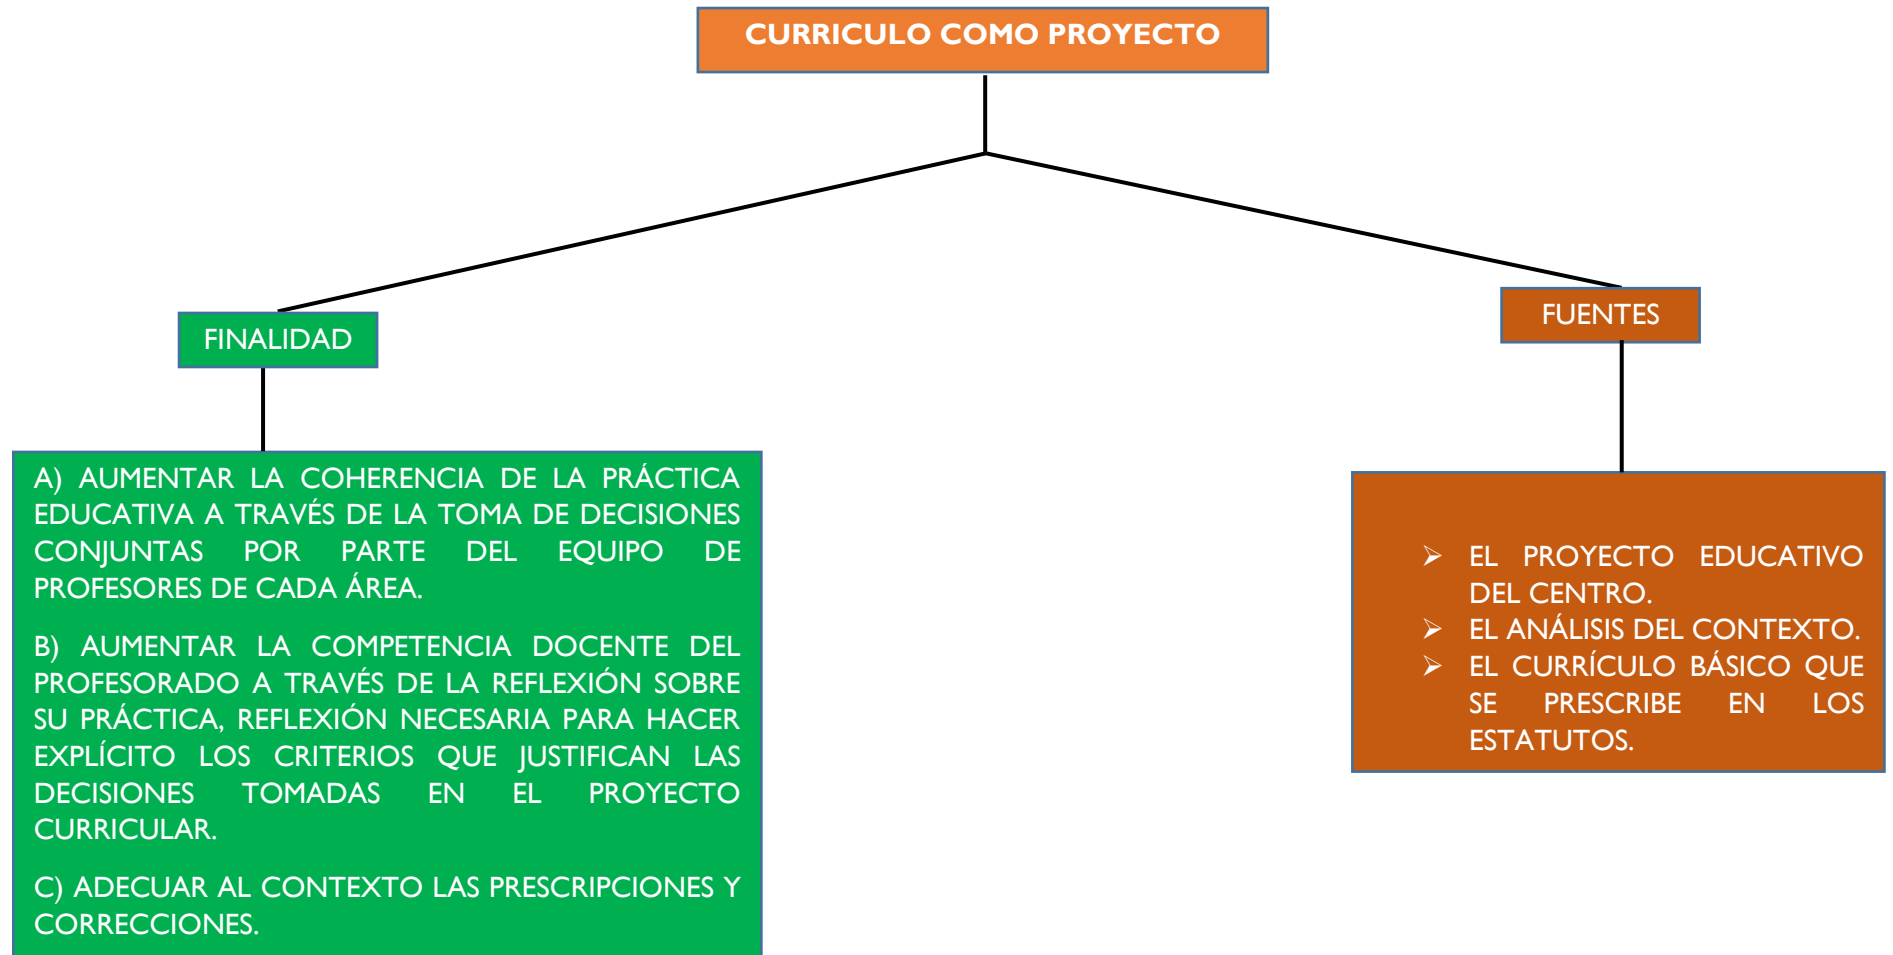 CURRICULO COMO PROYECTO
FINALIDAD
A) AUMENTAR LA COHERENCIA DE LA PRÁCTICA
EDUCATIVA A TRAVÉS DE LA TOMA DE DECISIONES
CONJUNTAS POR PARTE DEL EQUIPO DE
PROFESORES DE CADA ÁREA.
B) AUMENTAR LA COMPETENCIA DOCENTE DEL
PROFESORADO A TRAVÉS DE LA REFLEXIÓN SOBRE
SU PRÁCTICA, REFLEXIÓN NECESARIA PARA HACER
EXPLÍCITO LOS CRITERIOS QUE JUSTIFICAN LAS
DECISIONES TOMADAS EN EL PROYECTO
CURRICULAR.
C) ADECUAR AL CONTEXTO LAS PRESCRIPCIONES Y
CORRECCIONES.
FUENTES
➢ EL PROYECTO EDUCATIVO
DEL CENTRO.
➢ EL ANÁLISIS DEL CONTEXTO.
➢ EL CURRÍCULO BÁSICO QUE
SE PRESCRIBE EN LOS
ESTATUTOS.